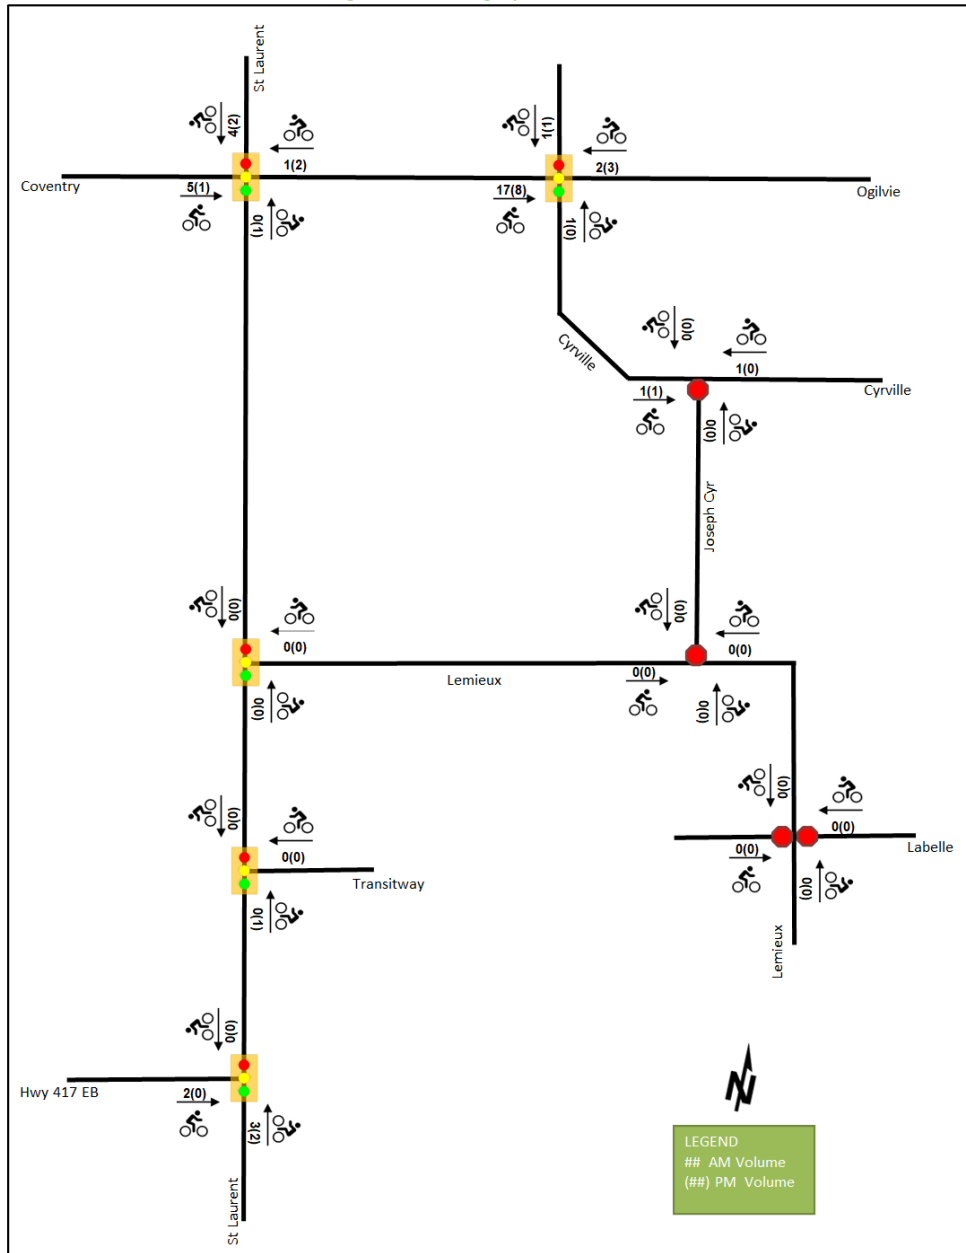 St Laurent
4(2)
1(2)
1(1)
2(3)
Coventry
5(1)
17(8)
Ogilvie
0(1)
1(0)
0(0)
Cyrville
1(0)
1(1)
Cyrville
0(0)
Joseph Cyr
0(0)
0(0)
0(0)
0(0)
Lemieux
0(0)
0(0)
0(0)
0(0)
0(0)
0(0)
0(0)
0(0)
Labelle
Transitway
0(0)
0(1)
Lemieux
0(0)
Hwy 417 EB
2(0)
3(2)
St Laurent
N
LEGEND
## AM Volume
(##) PM Volume